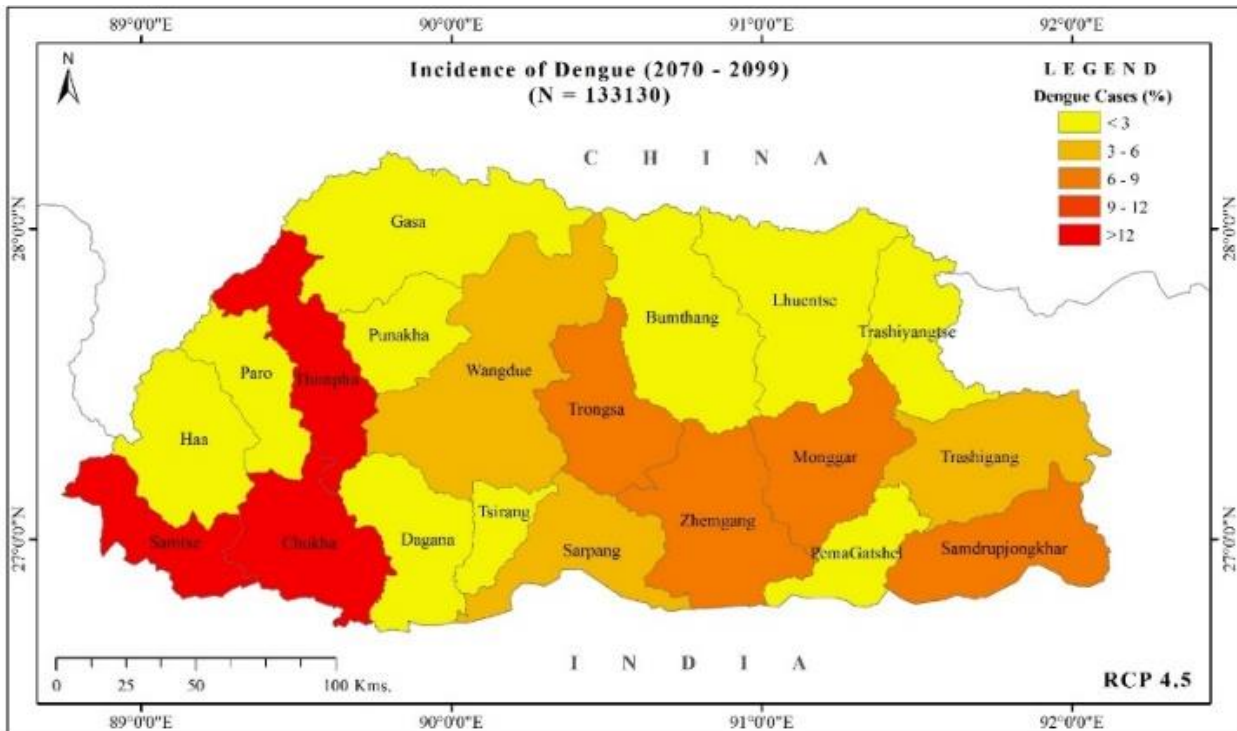 89°0'0"E 90°0'0"E 91°0'0"E 92°0'0"E
N
Incidence of Dengue (2070 - 2099)
(N = 133130)
LEGEND
Dengue Cases (%)
< 3
3 - 6
6 - 9
9 - 12
>12
CHINA
28°0'0"N
28°0'0"N
Gasa
Punakha
Bumthang
Lhuentse
Trashiyangtse
Paro
Thimphu
Wangdue
Trongsa
Haa
Monggar
Trashigang
Tsirang
Zhemgang
Samtse
Chukha
Dagana
Sarpang
PemaGatshel
Samdrupjongkhar
27°0'0"N
27°0'0"N
INDIA
0 25 50 100 Kms.
RCP 4.5
89°0'0"E 90°0'0"E 91°0'0"E 92°0'0"E